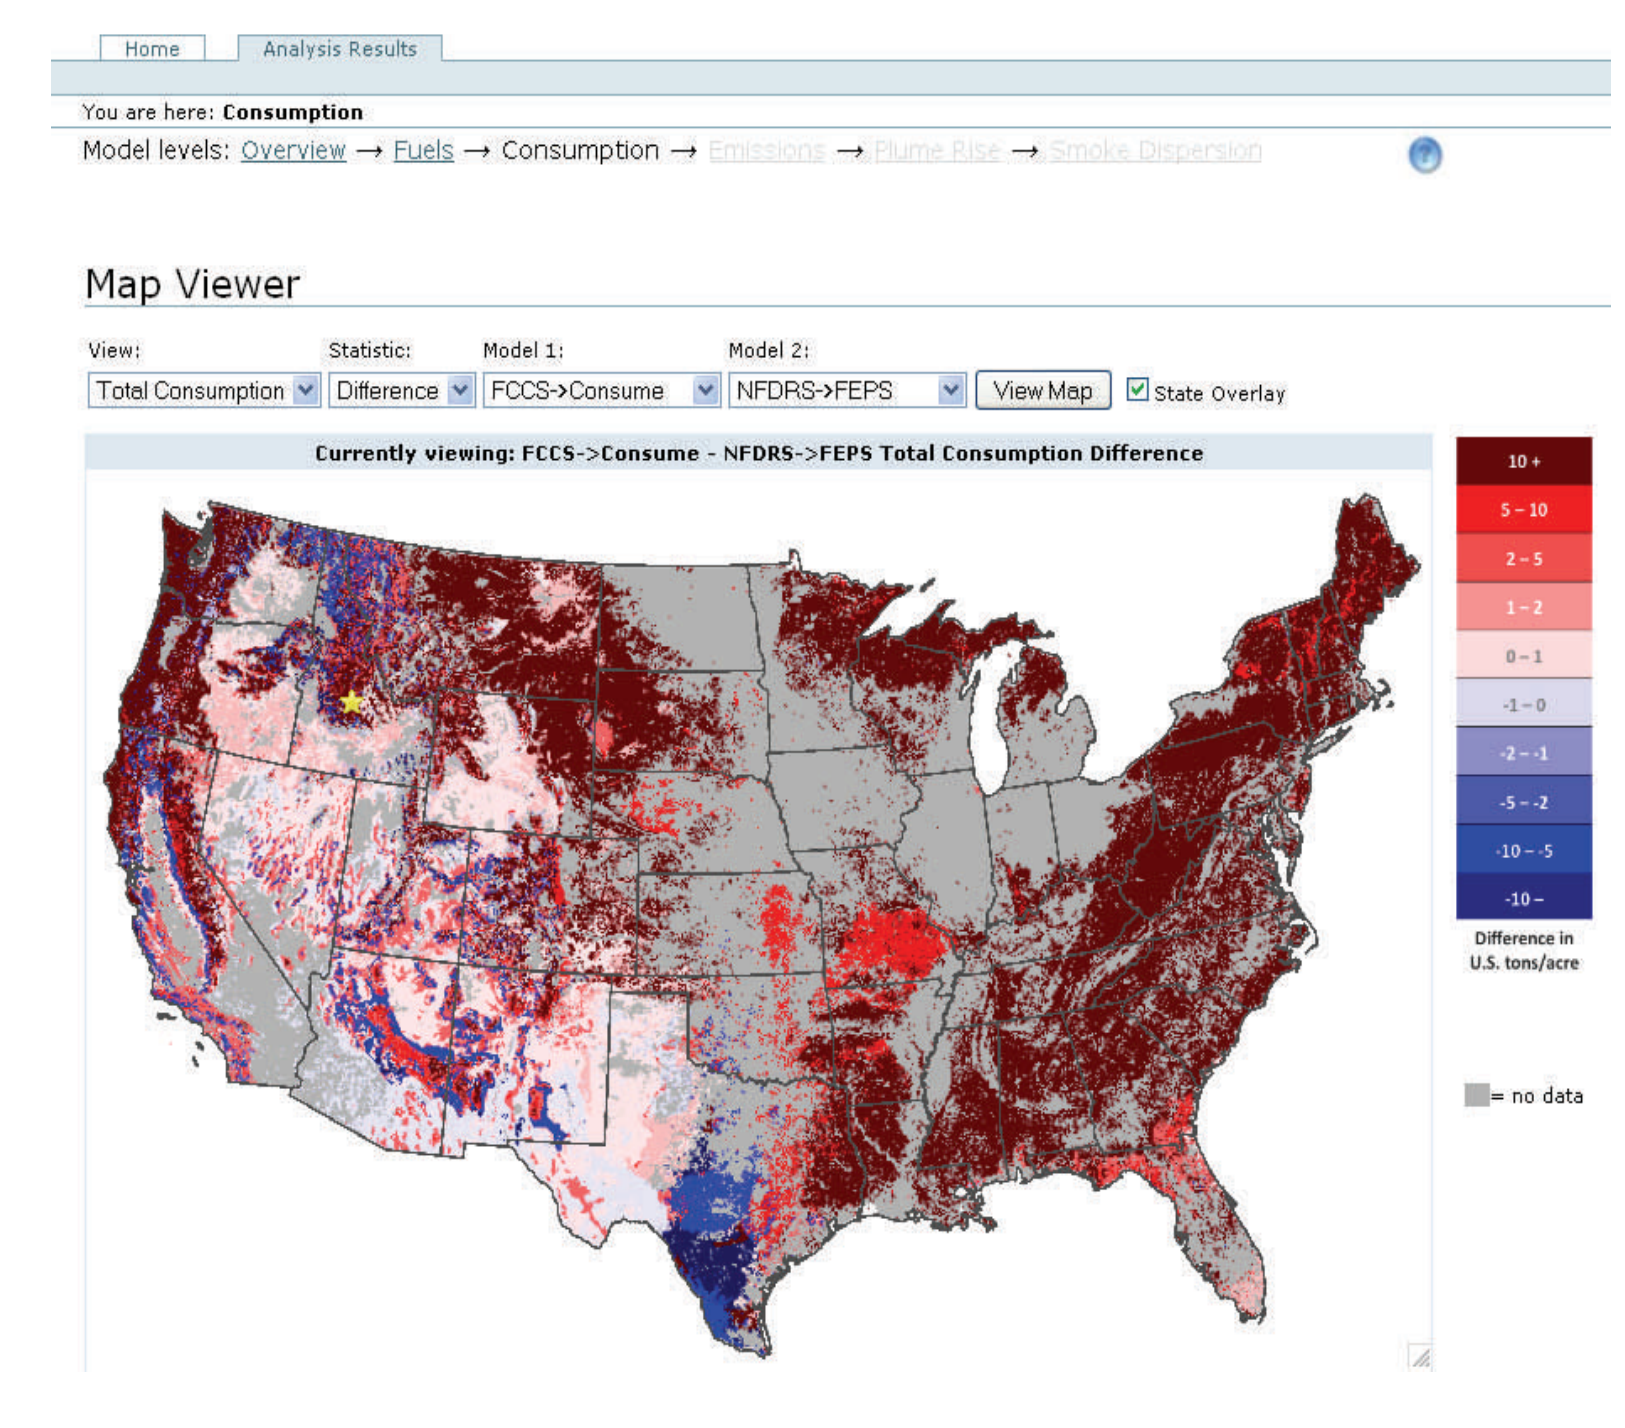 Home Analysis Results
You are here: Consumption
Model levels: Overview → Fuels → Consumption → Emissions → Plume Rise → Smoke Dispersion
?
Map Viewer
View: Statistic: Model 1: Model 2:
Total Consumption Difference FCCS->Consume NFDRS->FEPS View Map State Overlay
Currently viewing: FCCS->Consume - NFDRS->FEPS Total Consumption Difference
10 +
5 – 10
2 – 5
1 – 2
0 – 1
-1 – 0
-2 – -1
-5 – -2
-10 – -5
-10 –
Difference in
U.S. tons/acre
= no data